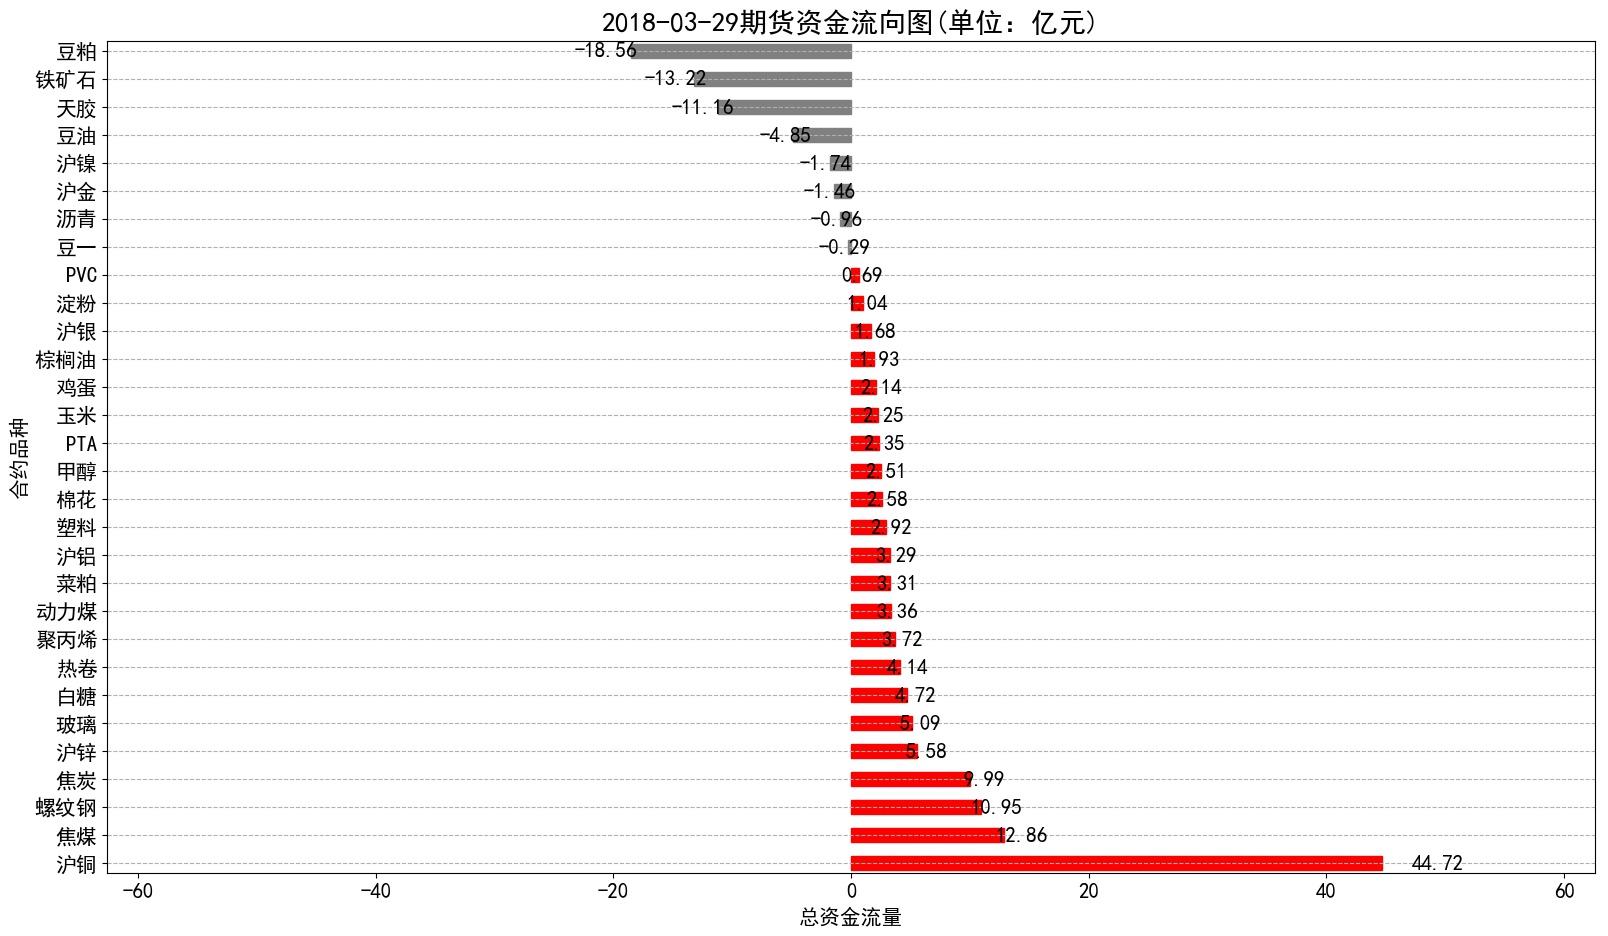 2018-03-29期货资金流向图(单位: 亿元)
豆粕 -18.56
铁矿石 -13.22
天胶 -11.16
豆油 -4.85
沪镍 -1.74
沪金 -1.46
沥青 -0.96
豆一 -0.29
PVC 0.69
淀粉 1.04
沪银 1.68
棕榈油 1.93
鸡蛋 2.14
玉米 2.25
PTA 2.35
甲醇 2.51
棉花 2.58
塑料 2.92
沪铝 3.29
菜粕 3.31
动力煤 3.36
聚丙烯 3.72
热卷 4.14
白糖 4.72
玻璃 5.09
沪锌 5.58
焦炭 9.99
螺纹钢 10.95
焦煤 12.86
沪铜 44.72
合约品种
-60 -40 -20 0 20 40 60
总资金流量